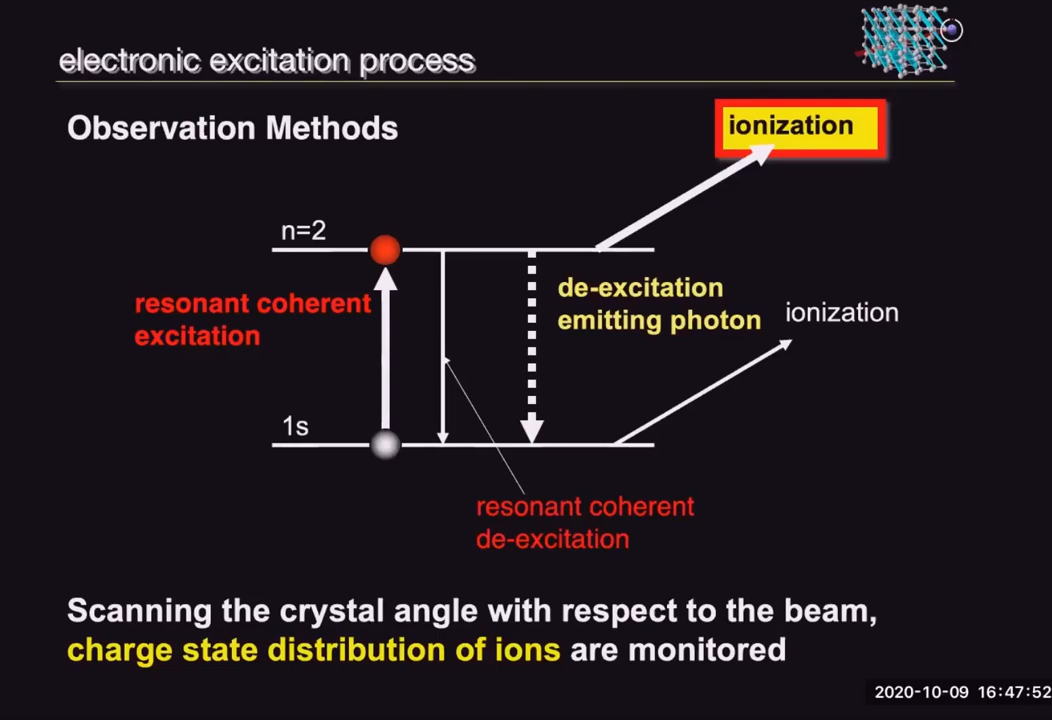 electronic excitation process
Observation Methods
ionization
n=2
resonant coherent
excitation
de-excitation
emitting photon
ionization
1s
resonant coherent
de-excitation
Scanning the crystal angle with respect to the beam,
charge state distribution of ions are monitored
2020-10-09 16:47:52